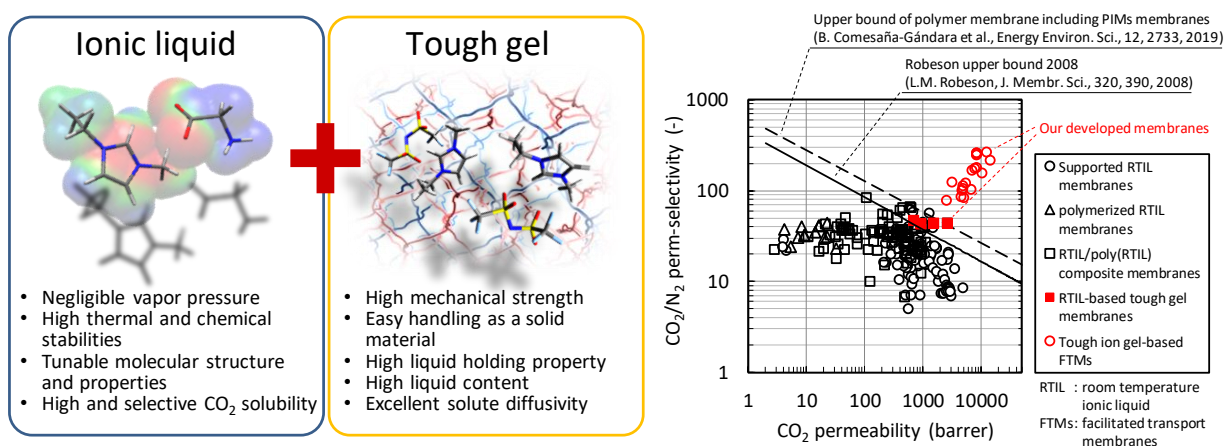 Ionic liquid
• Negligible vapor pressure
• High thermal and chemical
stabilities
• Tunable molecular structure
and properties
• High and selective CO₂ solubility
Tough gel
• High mechanical strength
• Easy handling as a solid
material
• High liquid holding property
• High liquid content
• Excellent solute diffusivity
Upper bound of polymer membrane including PIMs membranes
(B. Comesaña-Gándara et al., Energy Environ. Sci., 12, 2733, 2019)
Robeson upper bound 2008
(L.M. Robeson, J. Membr. Sci., 320, 390, 2008)
CO₂/N₂ perm-selectivity (-)
1000
100
10
1
1 10 100 1000 10000
CO₂ permeability (barrer)
Our developed membranes
Supported RTIL
membranes
polymerized RTIL
membranes
RTIL/poly(RTIL)
composite membranes
RTIL-based tough gel
membranes
Tough ion gel-based
FTMs
RTIL : room temperature
ionic liquid
FTMs: facilitated transport
membranes